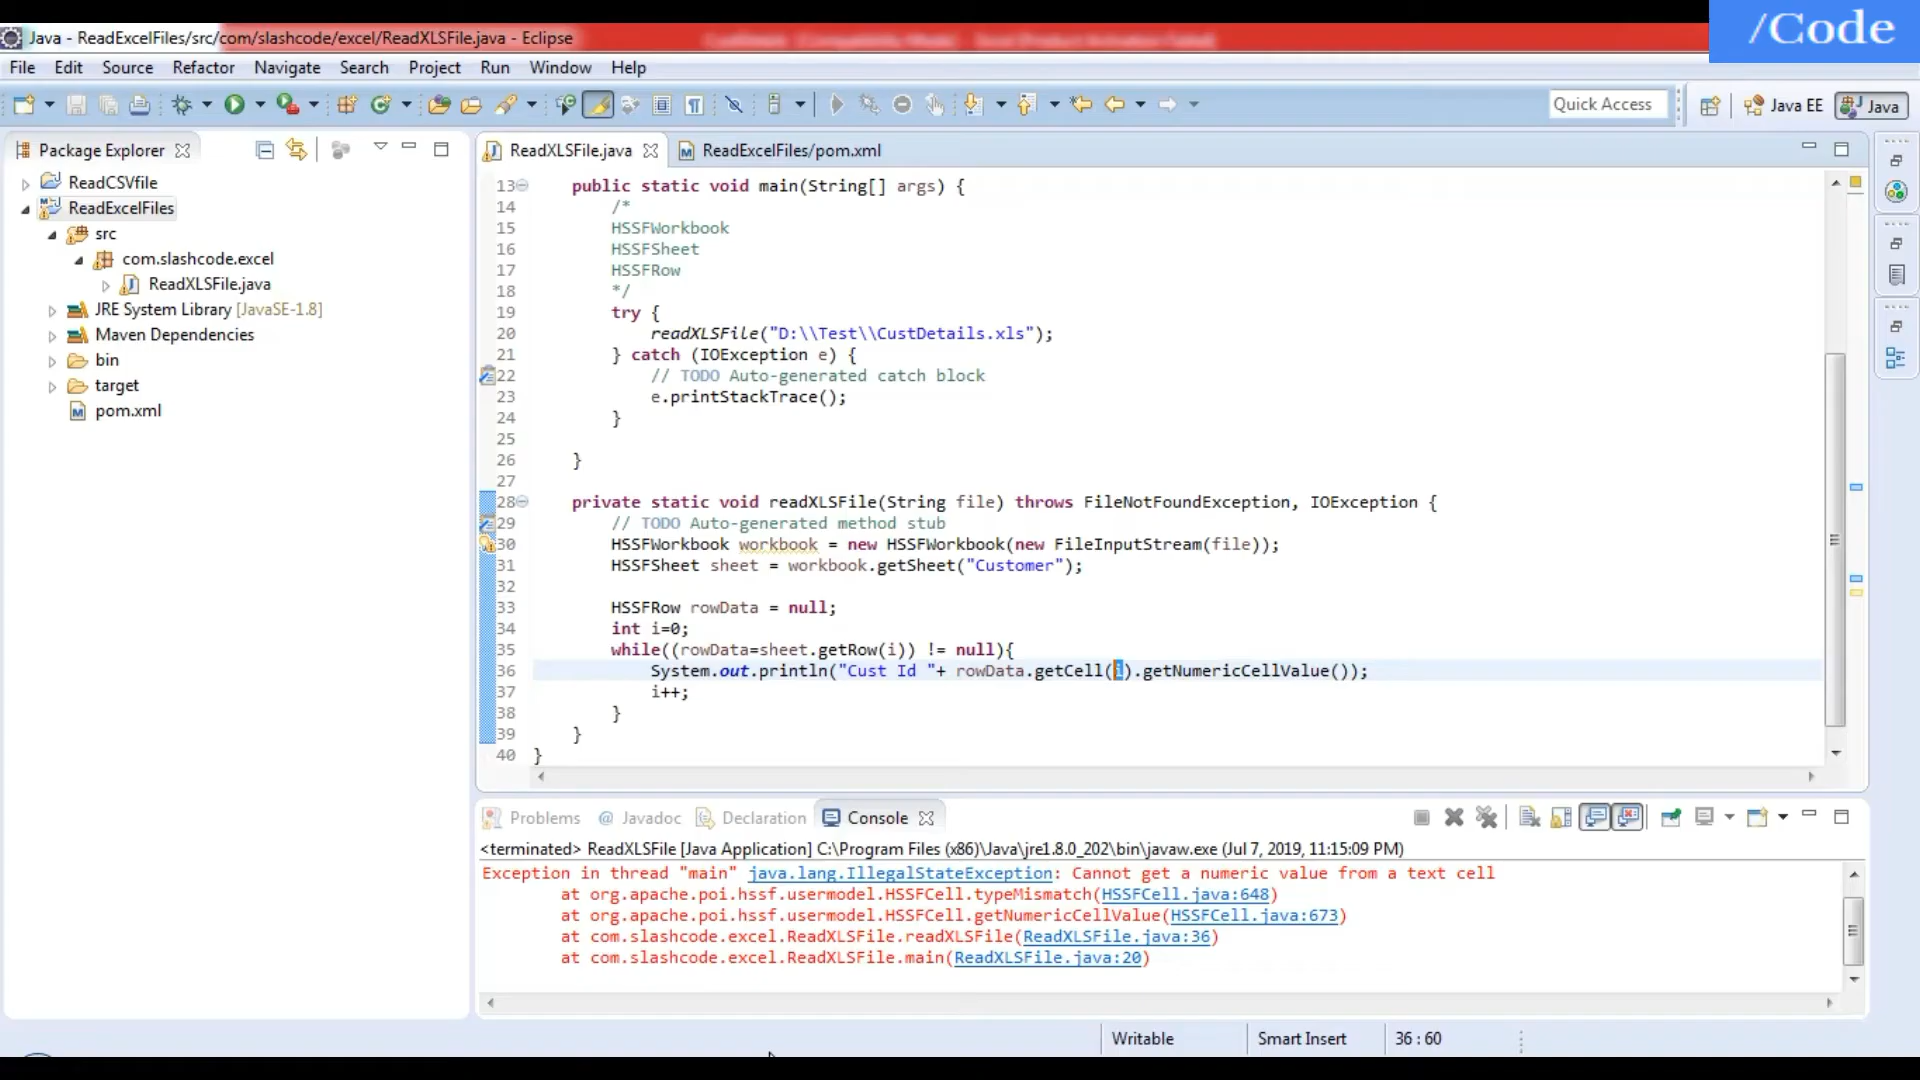 /Code
Java - ReadExcelFiles/src/com/slashcode/excel/ReadXLSFile.java - Eclipse
File Edit Source Refactor Navigate Search Project Run Window Help
Quick Access Java EE Java
Package Explorer
ReadCSVfile
ReadExcelFiles
src
com.slashcode.excel
ReadXLSFile.java
JRE System Library [JavaSE-1.8]
Maven Dependencies
bin
target
pom.xml
ReadXLSFile.java ReadExcelFiles/pom.xml
13 public static void main(String[] args) {
14 /*
15 HSSFWorkbook
16 HSSFSheet
17 HSSFRow
18 */
19 try {
20 readXLSFile("D:\\Test\\CustDetails.xls");
21 } catch (IOException e) {
22 // TODO Auto-generated catch block
23 e.printStackTrace();
24 }
25
26 }
27
28 private static void readXLSFile(String file) throws FileNotFoundException, IOException {
29 // TODO Auto-generated method stub
30 HSSFWorkbook workbook = new HSSFWorkbook(new FileInputStream(file));
31 HSSFSheet sheet = workbook.getSheet("Customer");
32
33 HSSFRow rowData = null;
34 int i=0;
35 while((rowData=sheet.getRow(i)) != null){
36 System.out.println("Cust Id "+ rowData.getCell(i).getNumericCellValue());
37 i++;
38 }
39 }
40 }
Problems @ Javadoc Declaration Console
<terminated> ReadXLSFile [Java Application] C:\Program Files (x86)\Java\jre1.8.0_202\bin\javaw.exe (Jul 7, 2019, 11:15:09 PM)
Exception in thread "main" java.lang.IllegalStateException: Cannot get a numeric value from a text cell
at org.apache.poi.hssf.usermodel.HSSFCell.typeMismatch(HSSFCell.java:648)
at org.apache.poi.hssf.usermodel.HSSFCell.getNumericCellValue(HSSFCell.java:673)
at com.slashcode.excel.ReadXLSFile.readXLSFile(ReadXLSFile.java:36)
at com.slashcode.excel.ReadXLSFile.main(ReadXLSFile.java:20)
Writable Smart Insert 36 : 60